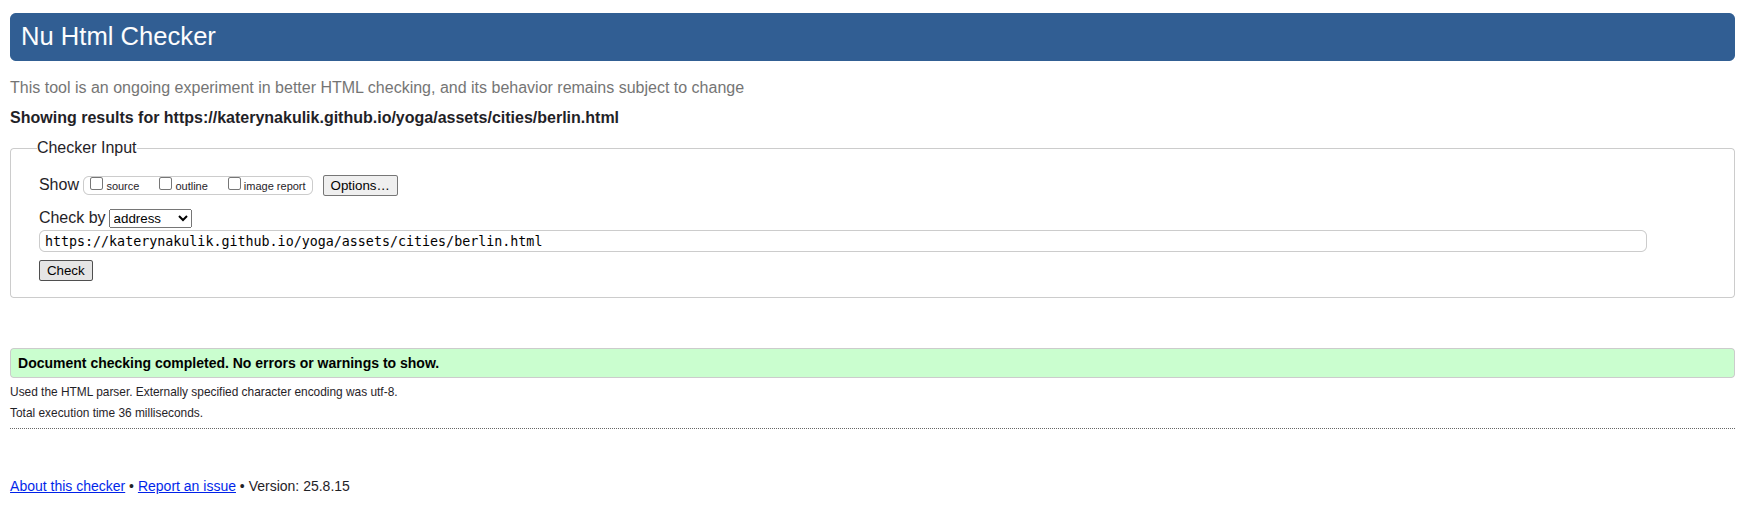 Nu Html Checker
This tool is an ongoing experiment in better HTML checking, and its behavior remains subject to change
Showing results for https://katerynakulik.github.io/yoga/assets/cities/berlin.html
Checker Input
Show source outline image report Options…
Check by address
https://katerynakulik.github.io/yoga/assets/cities/berlin.html
Check
Document checking completed. No errors or warnings to show.
Used the HTML parser. Externally specified character encoding was utf-8.
Total execution time 36 milliseconds.
About this checker • Report an issue • Version: 25.8.15